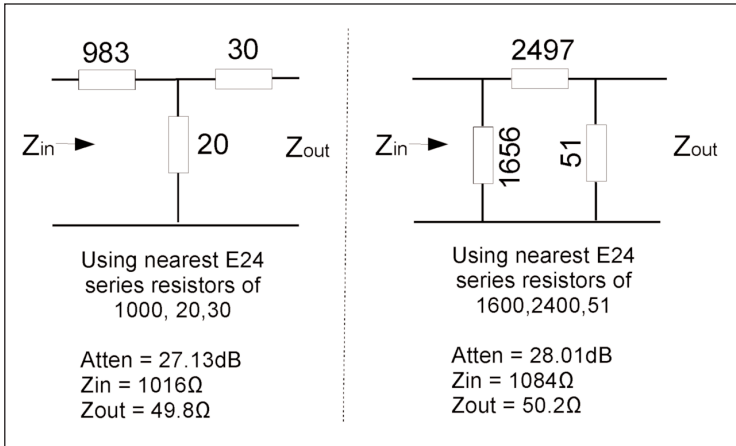 983
30
20
Zin
Zout
Using nearest E24
series resistors of
1000, 20,30
Atten = 27.13dB
Zin = 1016Ω
Zout = 49.8Ω
2497
1656
51
Zin
Zout
Using nearest E24
series resistors of
1600,2400,51
Atten = 28.01dB
Zin = 1084Ω
Zout = 50.2Ω